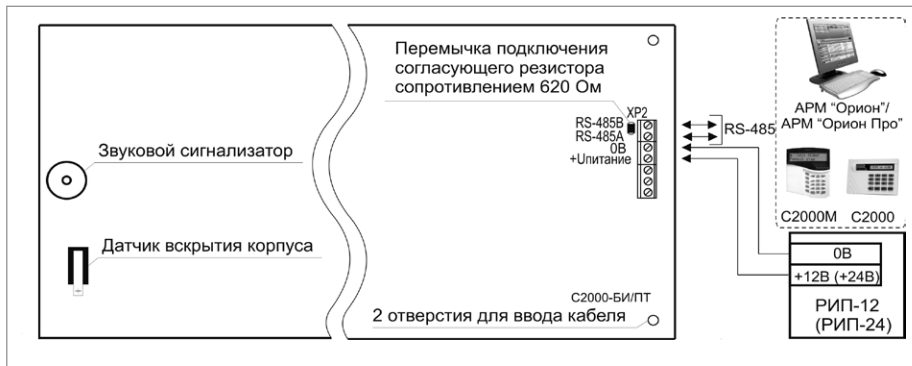 Перемычка подключения
согласующего резистора
сопротивлением 620 Ом
XP2
RS-485B
RS-485A
0В
+Uпитание
RS-485
АРМ “Орион”/
АРМ “Орион Про”
Звуковой сигнализатор
Датчик вскрытия корпуса
С2000М С2000
0В
+12В (+24В)
РИП-12
(РИП-24)
С2000-БИ/ПТ
2 отверстия для ввода кабеля